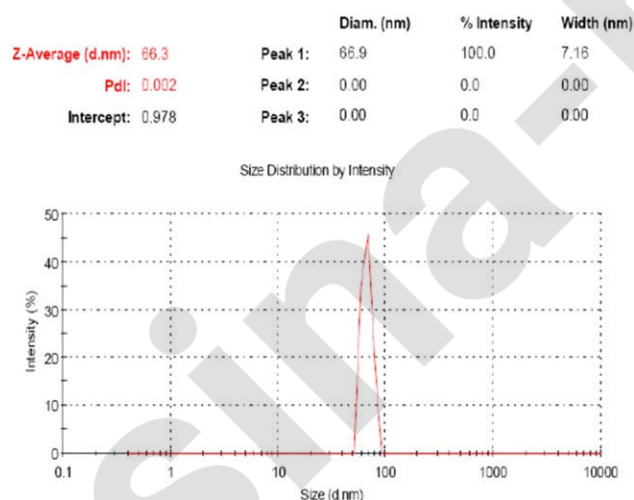 Diam. (nm) % Intensity Width (nm)
Z-Average (d.nm): 66.3 Peak 1: 66.9 100.0 7.16
PdI: 0.002 Peak 2: 0.00 0.0 0.00
Intercept: 0.978 Peak 3: 0.00 0.0 0.00
Size Distribution by Intensity
50
40
30
20
10
0
Intensity (%)
0.1 1 10 100 1000 10000
Size (d.nm)
sina-